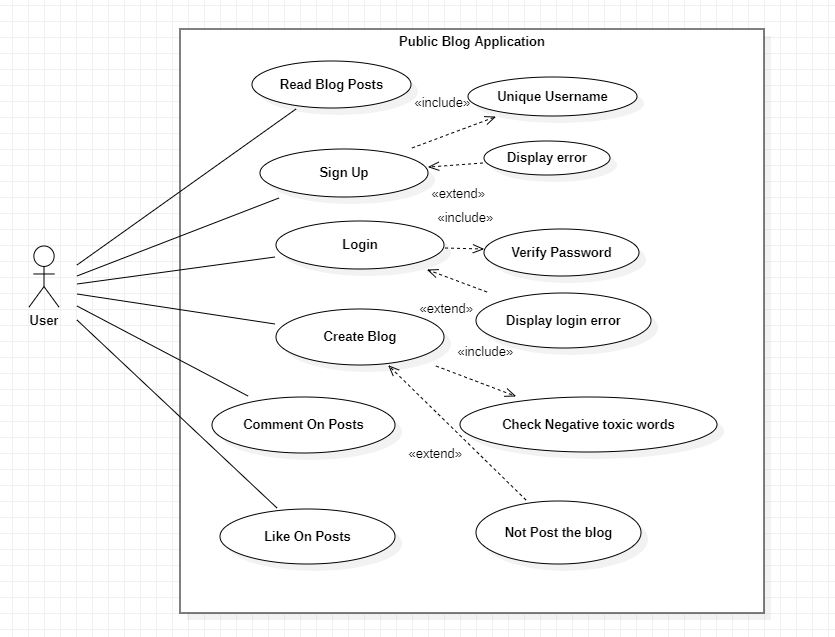 Public Blog Application
Read Blog Posts
«include»
Unique Username
Display error
Sign Up
«extend»
«include»
Login
Verify Password
User
«extend»
Display login error
Create Blog
«include»
Comment On Posts
Check Negative toxic words
«extend»
Like On Posts
Not Post the blog